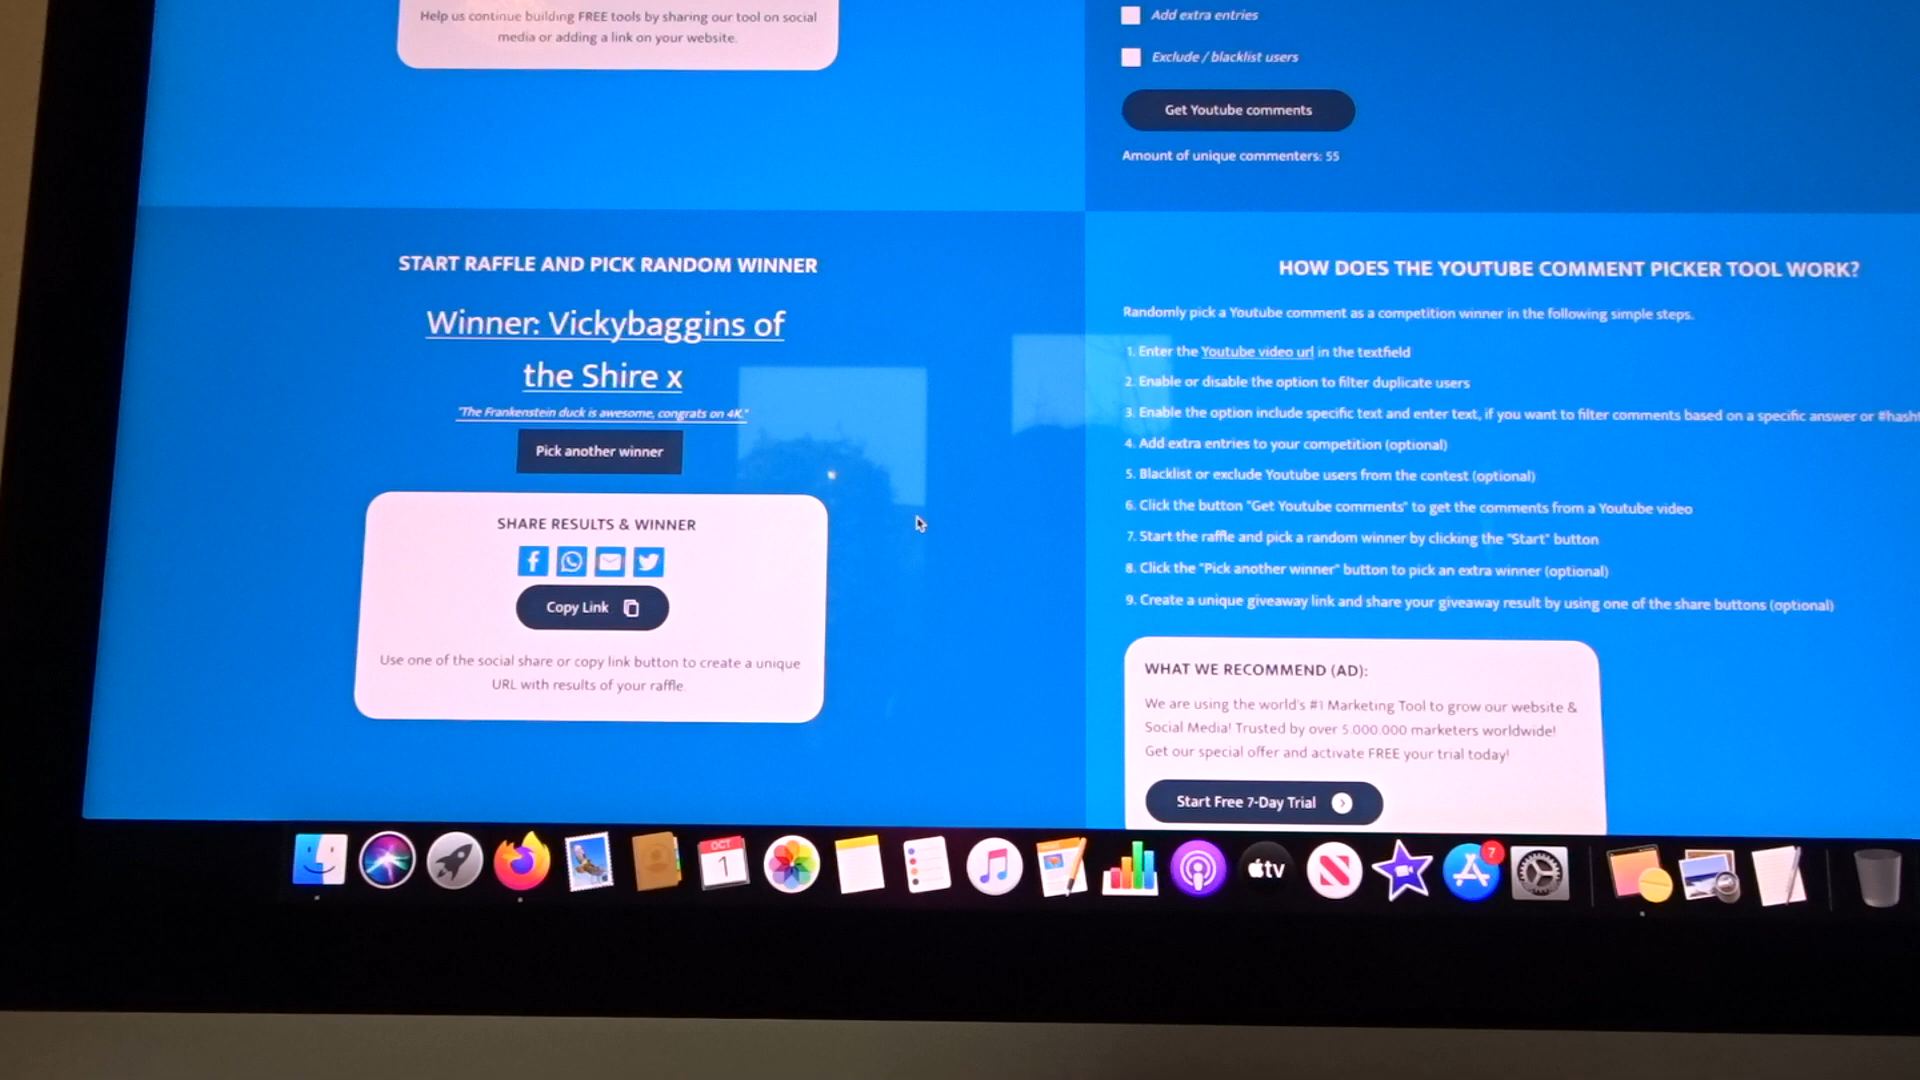 Help us continue building FREE tools by sharing our tool on social
media or adding a link on your website.
Add extra entries
Exclude / blacklist users
Get Youtube comments
Amount of unique commenters: 55
START RAFFLE AND PICK RANDOM WINNER
Winner: Vickybaggins of
the Shire x
"The Frankenstein duck is awesome, congrats on 4K."
Pick another winner
SHARE RESULTS & WINNER
Copy Link
Use one of the social share or copy link button to create a unique
URL with results of your raffle.
HOW DOES THE YOUTUBE COMMENT PICKER TOOL WORK?
Randomly pick a Youtube comment as a competition winner in the following simple steps.
1. Enter the Youtube video url in the textfield
2. Enable or disable the option to filter duplicate users
3. Enable the option include specific text and enter text, if you want to filter comments based on a specific answer or #hasht
4. Add extra entries to your competition (optional)
5. Blacklist or exclude Youtube users from the contest (optional)
6. Click the button "Get Youtube comments" to get the comments from a Youtube video
7. Start the raffle and pick a random winner by clicking the "Start" button
8. Click the "Pick another winner" button to pick an extra winner (optional)
9. Create a unique giveaway link and share your giveaway result by using one of the share buttons (optional)
WHAT WE RECOMMEND (AD):
We are using the world's #1 Marketing Tool to grow our website &
Social Media! Trusted by over 5.000.000 marketers worldwide!
Get our special offer and activate FREE your trial today!
Start Free 7-Day Trial
OCT
1
tv
7